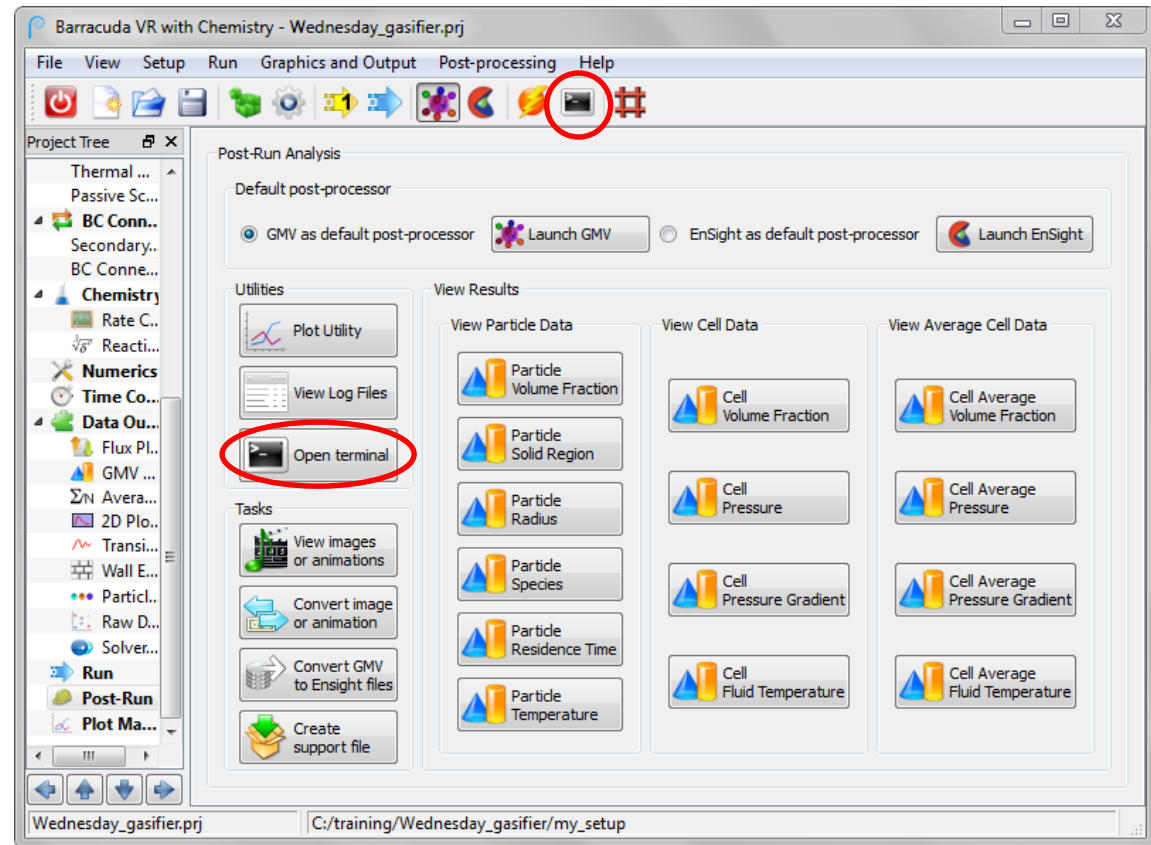 Barracuda VR with Chemistry - Wednesday_gasifier.prj
File View Setup Run Graphics and Output Post-processing Help
1
Project Tree
Thermal ...
Passive Sc...
BC Conn..
Secondary..
BC Conne...
Chemistry
Rate C..
Reacti...
Numerics
Time Co...
Data Ou...
Flux Pl..
GMV ...
Σ/N Avera...
2D Plo..
Transi...
Wall E...
Particl..
Raw D...
Solver...
Run
Post-Run
Plot Ma...
Post-Run Analysis
Default post-processor
GMV as default post-processor
Launch GMV
EnSight as default post-processor
Launch EnSight
Utilities
Plot Utility
View Log Files
Open terminal
Tasks
View images
or animations
Convert image
or animation
Convert GMV
to Ensight files
Create
support file
View Results
View Particle Data
Particle
Volume Fraction
Particle
Solid Region
Particle
Radius
Particle
Species
Particle
Residence Time
Particle
Temperature
View Cell Data
Cell
Volume Fraction
Cell
Pressure
Cell
Pressure Gradient
Cell
Fluid Temperature
View Average Cell Data
Cell Average
Volume Fraction
Cell Average
Pressure
Cell Average
Pressure Gradient
Cell Average
Fluid Temperature
Wednesday_gasifier.prj
C:/training/Wednesday_gasifier/my_setup